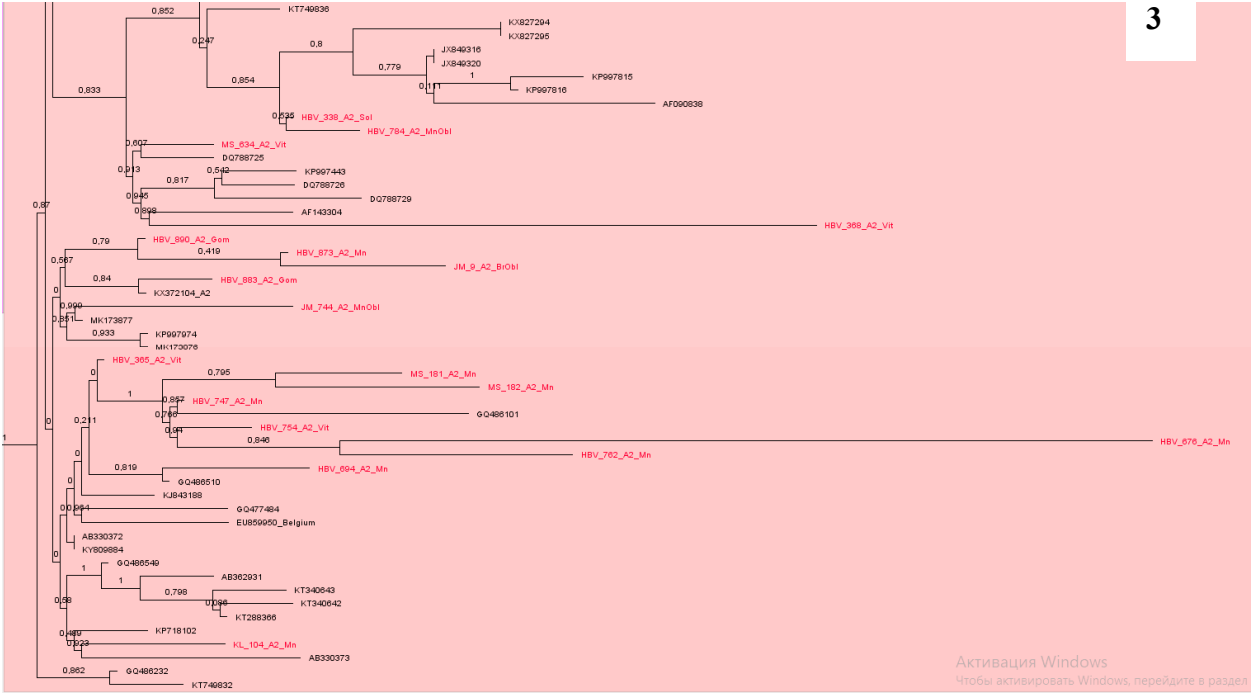 3
KT749836
0,852
KX827294
0,247
KX827295
0,8
JX849316
JX849320
0,779
KP997815
1
0,854
0,833
KP997816
0,111
AF090838
0,535
HBV_338_A2_Sol
HBV_784_A2_MnObl
0,607
MS_634_A2_Vit
DQ788725
0,913
0,542
KP997443
0,817
DQ788726
0,945
DQ788729
0,87
0,898
AF143304
HBV_368_A2_Vit
0,79
HBV_890_A2_Gom
0,419
HBV_873_A2_Mn
0,567
JM_9_A2_BrObl
0,84
HBV_883_A2_Gom
KX372104_A2
0
0,999
JM_744_A2_MnObl
0,851
MK173877
0,933
KP997974
MK173976
HBV_365_A2_Vit
0
0,795
MS_181_A2_Mn
MS_182_A2_Mn
1
0,857
HBV_747_A2_Mn
0,766
GQ486101
0,211
0
0,94
HBV_754_A2_Vit
1
0,846
HBV_676_A2_Mn
0
HBV_762_A2_Mn
0,819
HBV_694_A2_Mn
GQ486510
0
KJ843188
0
GQ477484
EU859950_Belgium
AB330372
KY809884
0
GQ486549
1
1
AB362931
0,798
KT340643
0,58
0,086
KT340642
KT288366
0,489
KP718102
0,923
KL_104_A2_Mn
AB330373
0,862
GQ486232
KT749832
Активация Windows
Чтобы активировать Windows, перейдите в раздел